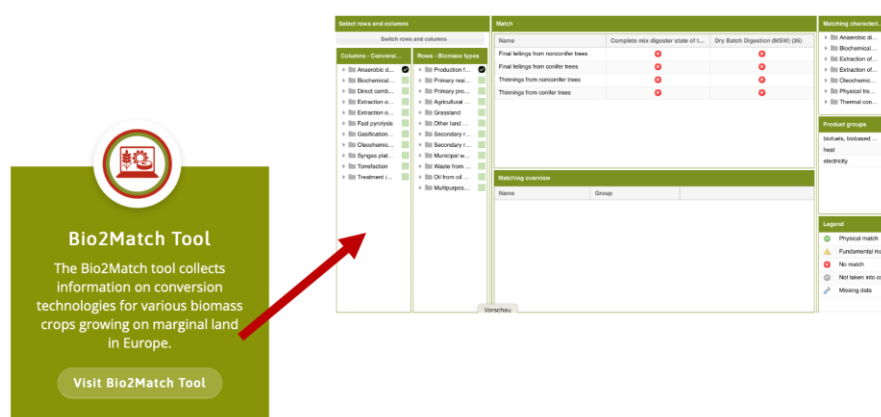 Select rows and columns
Switch rows and columns
Columns - Conversi...
Anaerobic d...
Biochemical...
Direct comb...
Extraction o...
Extraction o...
Fast pyrolysis
Gasification...
Oleochemic...
Syngas plat...
Torrefaction
Treatment i...
Rows - Biomass types
Production f...
Primary resi...
Primary pro...
Agricultural ...
Grassland
Other land ...
Secondary r...
Secondary r...
Municipal w...
Waste from ...
Oil from oil ...
Multipurpos...
Match
Name Complete mix digester state of t... Dry Batch Digestion (MSW) (35)
Final fellings from nonconifer trees
Final fellings from conifer trees
Thinnings from nonconifer trees
Thinnings from conifer trees
Matching overview
Name Group
Matching characteri...
Anaerobic di...
Biochemical...
Extraction of...
Extraction of...
Oleochemic...
Physical tre...
Thermal con...
Product groups
biofuels, biobased ...
heat
electricity
Legend
Physical match
Fundamental ma
No match
Not taken into co
Missing data
Vorschau
Bio2Match Tool
The Bio2Match tool collects
information on conversion
technologies for various biomass
crops growing on marginal land
in Europe.
Visit Bio2Match Tool